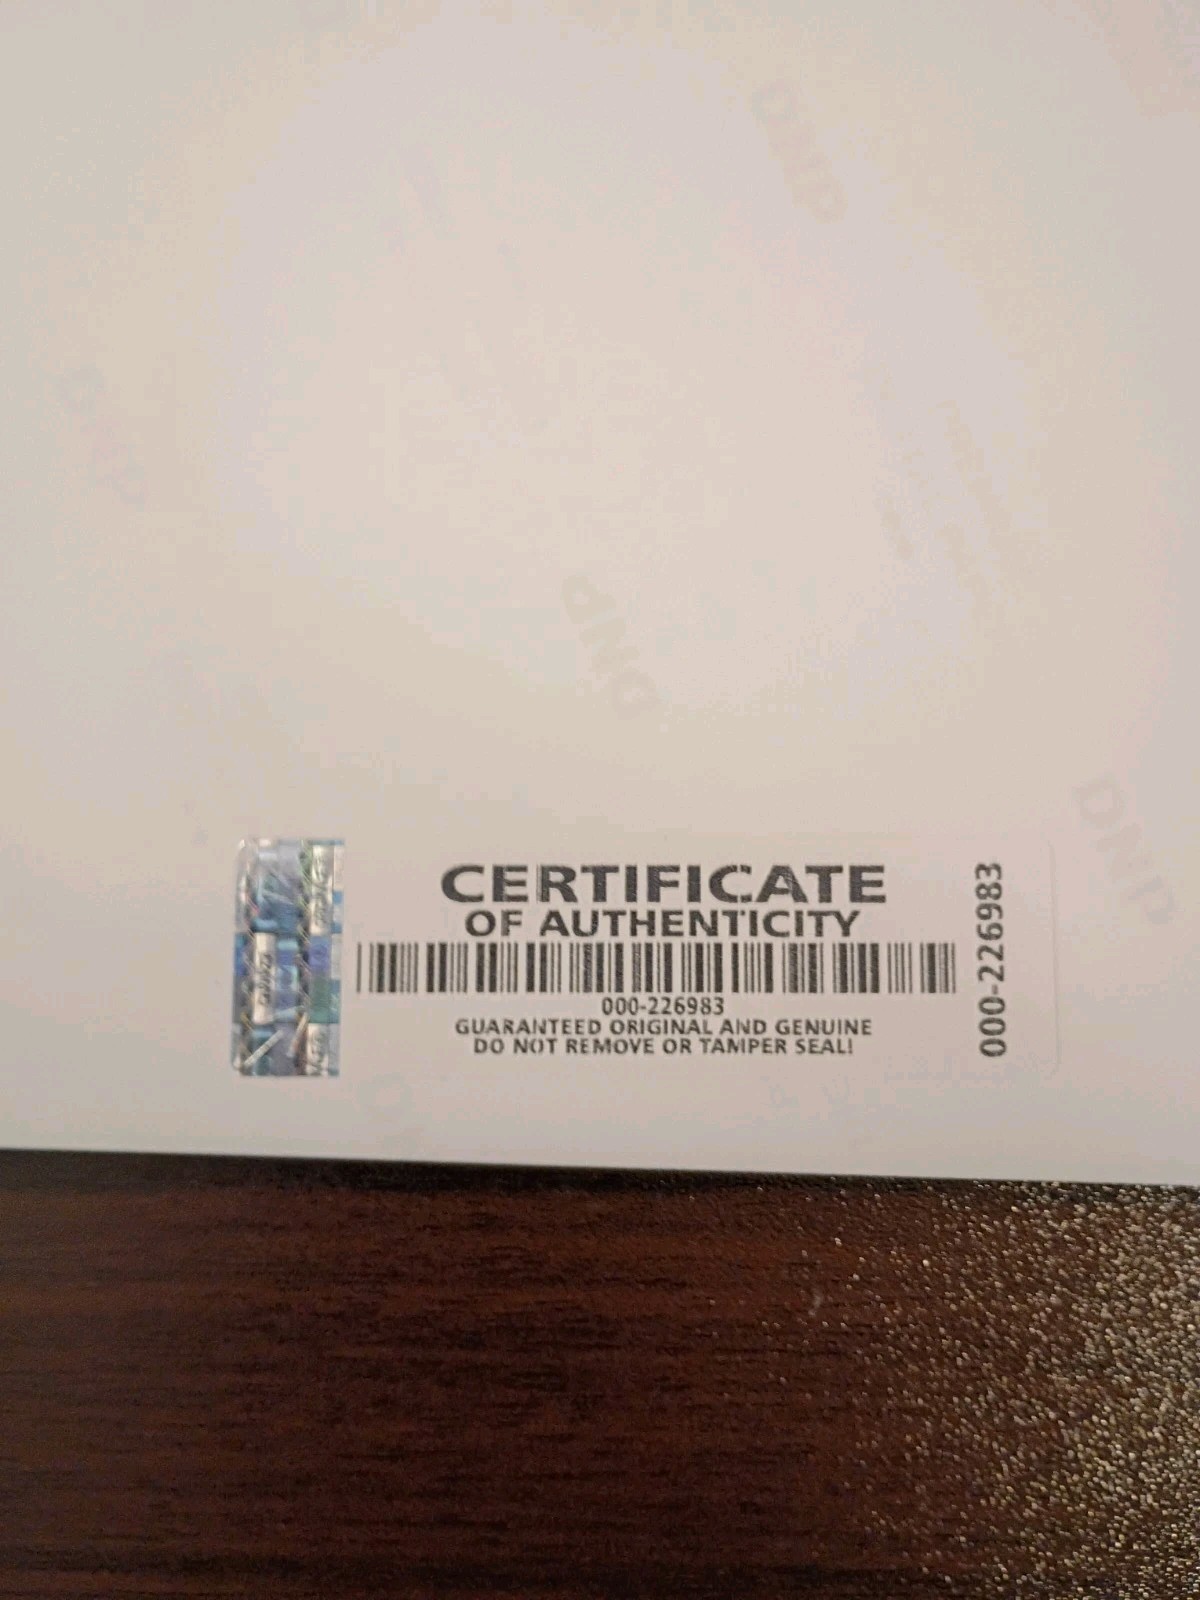 DNP
DNP
DNP
DNP
CERTIFICATE
OF AUTHENTICITY
000-226983
GUARANTEED ORIGINAL AND GENUINE
DO NOT REMOVE OR TAMPER SEAL!
000-226983